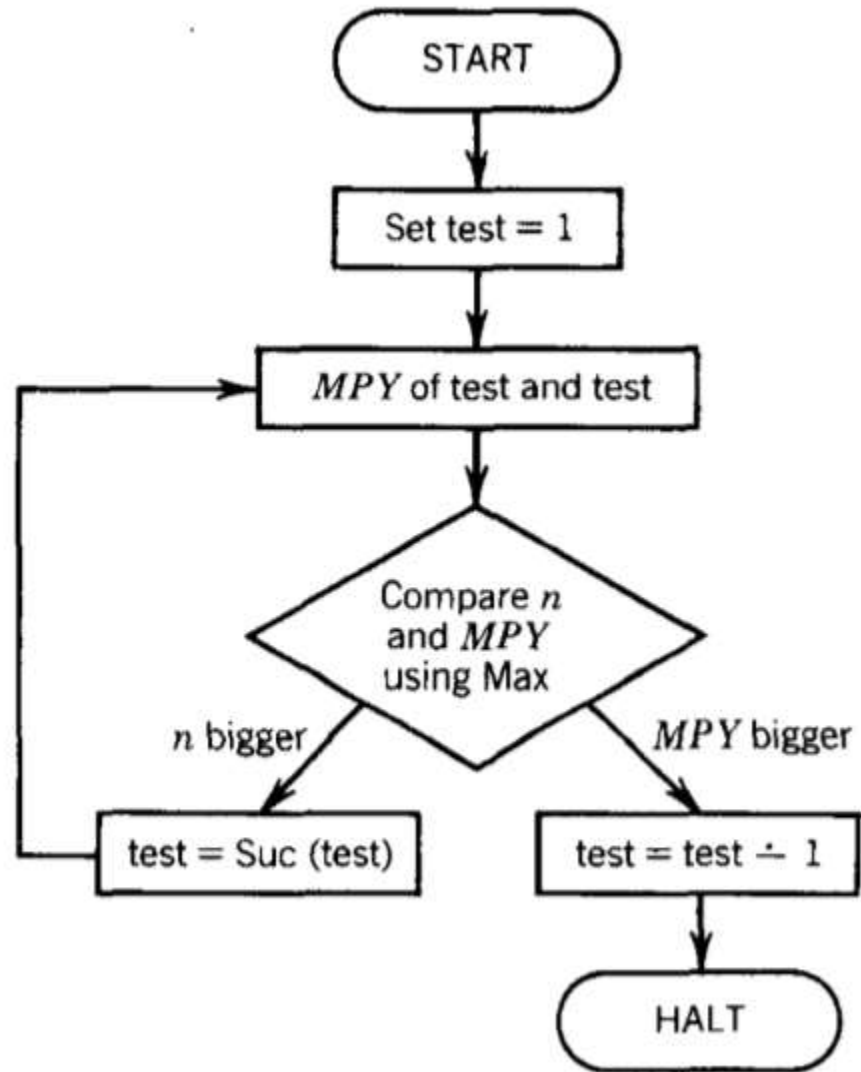 START
Set test = 1
MPY of test and test
Compare n
and MPY
using Max
n bigger
MPY bigger
test = Suc (test)
test = test ∸ 1
HALT